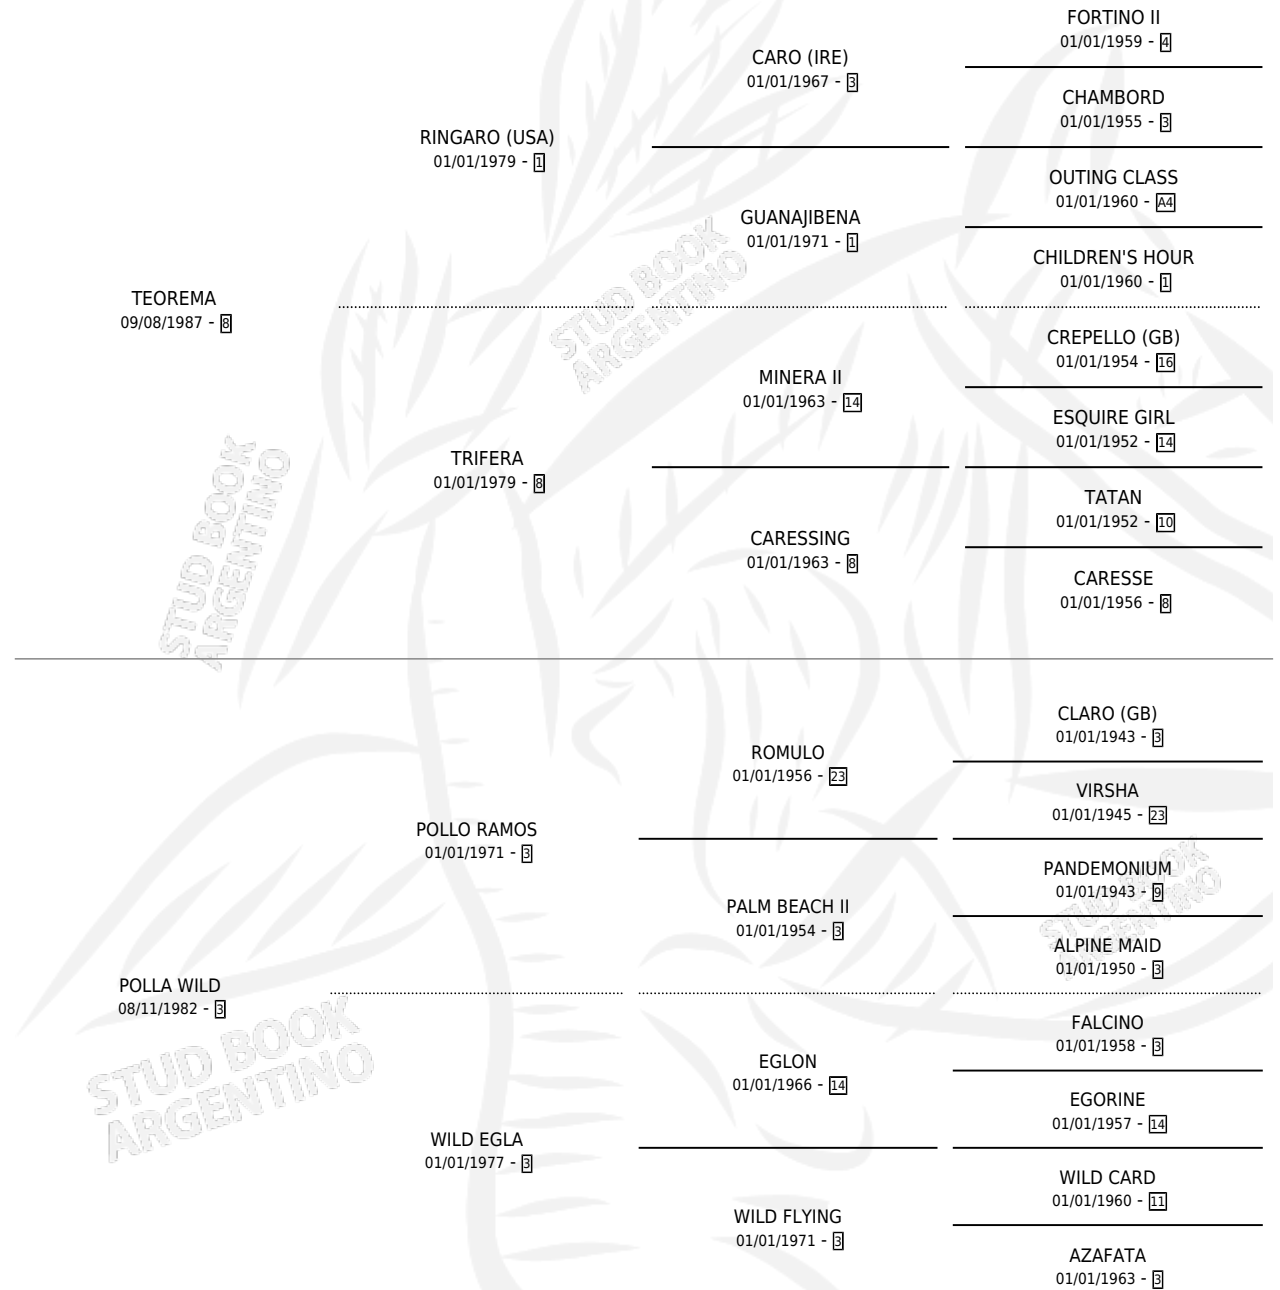 FORTINO II
01/01/1959 - 4
CARO (IRE)
01/01/1967 - 3
CHAMBORD
01/01/1955 - 3
RINGARO (USA)
01/01/1979 - 1
OUTING CLASS
01/01/1960 - A4
GUANAJIBENA
01/01/1971 - 1
CHILDREN'S HOUR
01/01/1960 - 1
TEOREMA
09/08/1987 - 8
CREPELLO (GB)
01/01/1954 - 16
MINERA II
01/01/1963 - 14
ESQUIRE GIRL
01/01/1952 - 14
TRIFERA
01/01/1979 - 8
TATAN
01/01/1952 - 10
CARESSING
01/01/1963 - 8
CARESSE
01/01/1956 - 8
STUD BOOK
ARGENTINO
STUD BOOK
ARGENTINO
CLARO (GB)
01/01/1943 - 3
ROMULO
01/01/1956 - 23
VIRSHA
01/01/1945 - 23
POLLO RAMOS
01/01/1971 - 3
PANDEMONIUM
01/01/1943 - 9
PALM BEACH II
01/01/1954 - 3
ALPINE MAID
01/01/1950 - 3
STUD BOOK
ARGENTINO
POLLA WILD
08/11/1982 - 3
FALCINO
01/01/1958 - 3
EGLON
01/01/1966 - 14
EGORINE
01/01/1957 - 14
WILD EGLA
01/01/1977 - 3
WILD CARD
01/01/1960 - 11
WILD FLYING
01/01/1971 - 3
AZAFATA
01/01/1963 - 3
STUD BOOK
ARGENTINO